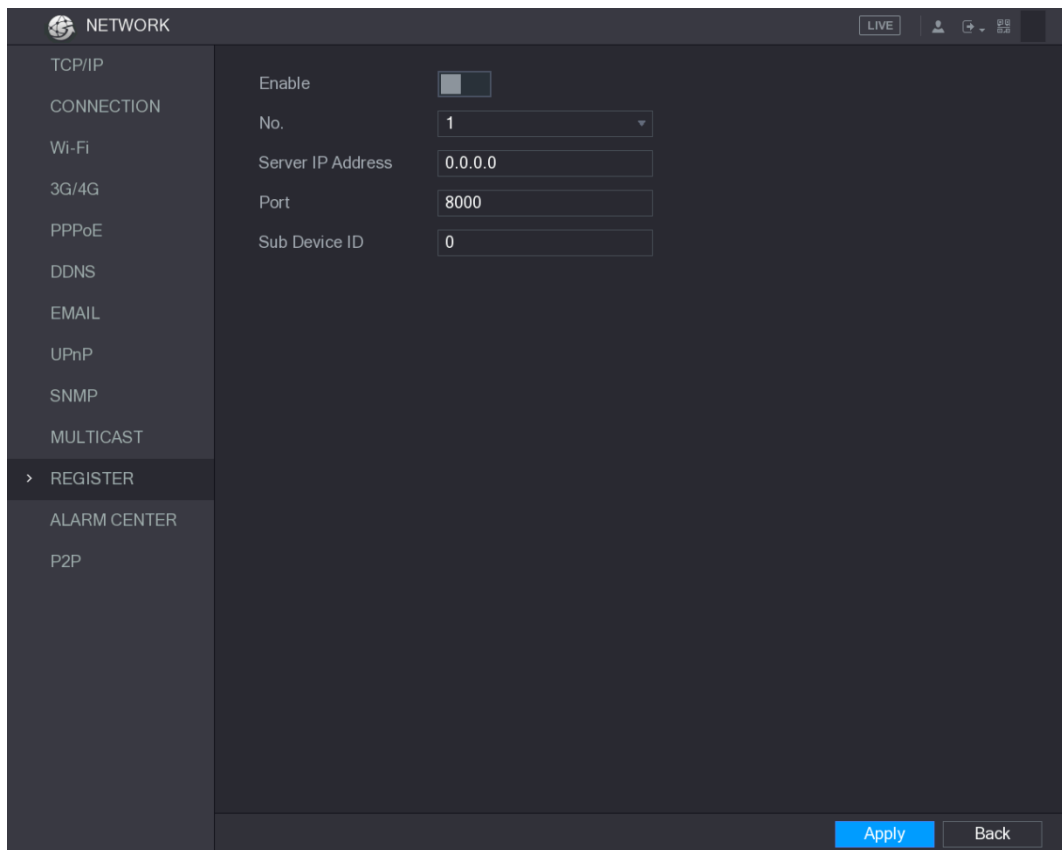 NETWORK
LIVE
TCP/IP
CONNECTION
Wi-Fi
3G/4G
PPPoE
DDNS
EMAIL
UPnP
SNMP
MULTICAST
> REGISTER
ALARM CENTER
P2P
Enable
No. 1
Server IP Address 0.0.0.0
Port 8000
Sub Device ID 0
Apply Back